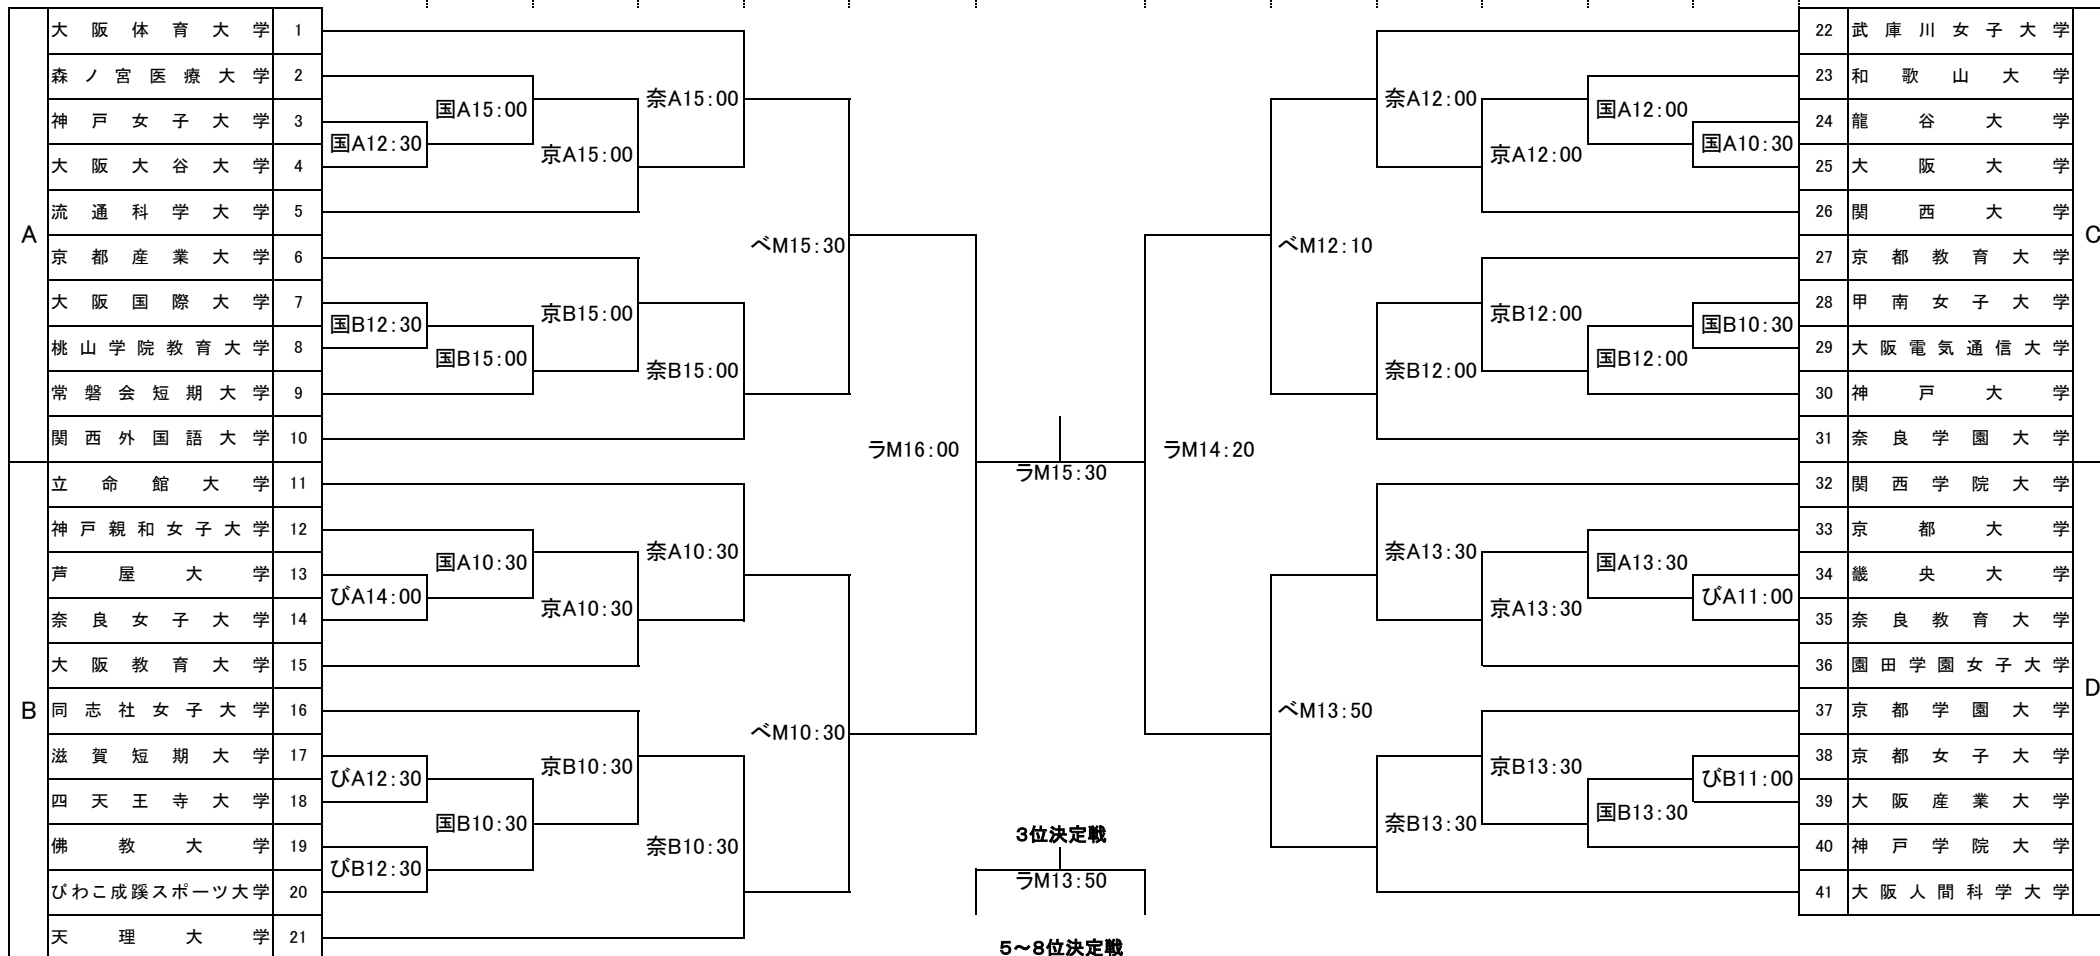 A
大阪体育大学 1
森ノ宮医療大学 2
神戸女子大学 3
大阪大谷大学 4
流通科学大学 5
京都産業大学 6
大阪国際大学 7
桃山学院教育大学 8
常磐会短期大学 9
関西外国語大学 10
B
立命館大学 11
神戸親和女子大学 12
芦屋大学 13
奈良女子大学 14
大阪教育大学 15
同志社女子大学 16
滋賀短期大学 17
四天王寺大学 18
佛教大学 19
びわこ成蹊スポーツ大学 20
天理大学 21
国A12:30
国B12:30
びA14:00
びA12:30
びB12:30
国A15:00
国B15:00
国A10:30
国B10:30
京A15:00
京B15:00
京A10:30
京B10:30
奈A15:00
奈B15:00
奈A10:30
奈B10:30
ベM15:30
ベM10:30
ラM16:00
ラM15:30
3位決定戦
ラM13:50
5～8位決定戦
ラM14:20
ベM12:10
ベM13:50
奈A12:00
奈B12:00
奈A13:30
奈B13:30
京A12:00
京B12:00
京A13:30
京B13:30
国A12:00
国B12:00
国A13:30
国B13:30
国A10:30
国B10:30
びA11:00
びB11:00
C
22 武庫川女子大学
23 和歌山大学
24 龍谷大学
25 大阪大学
26 関西大学
27 京都教育大学
28 甲南女子大学
29 大阪電気通信大学
30 神戸大学
31 奈良学園大学
D
32 関西学院大学
33 京都大学
34 畿央大学
35 奈良教育大学
36 園田学園女子大学
37 京都学園大学
38 京都女子大学
39 大阪産業大学
40 神戸学院大学
41 大阪人間科学大学